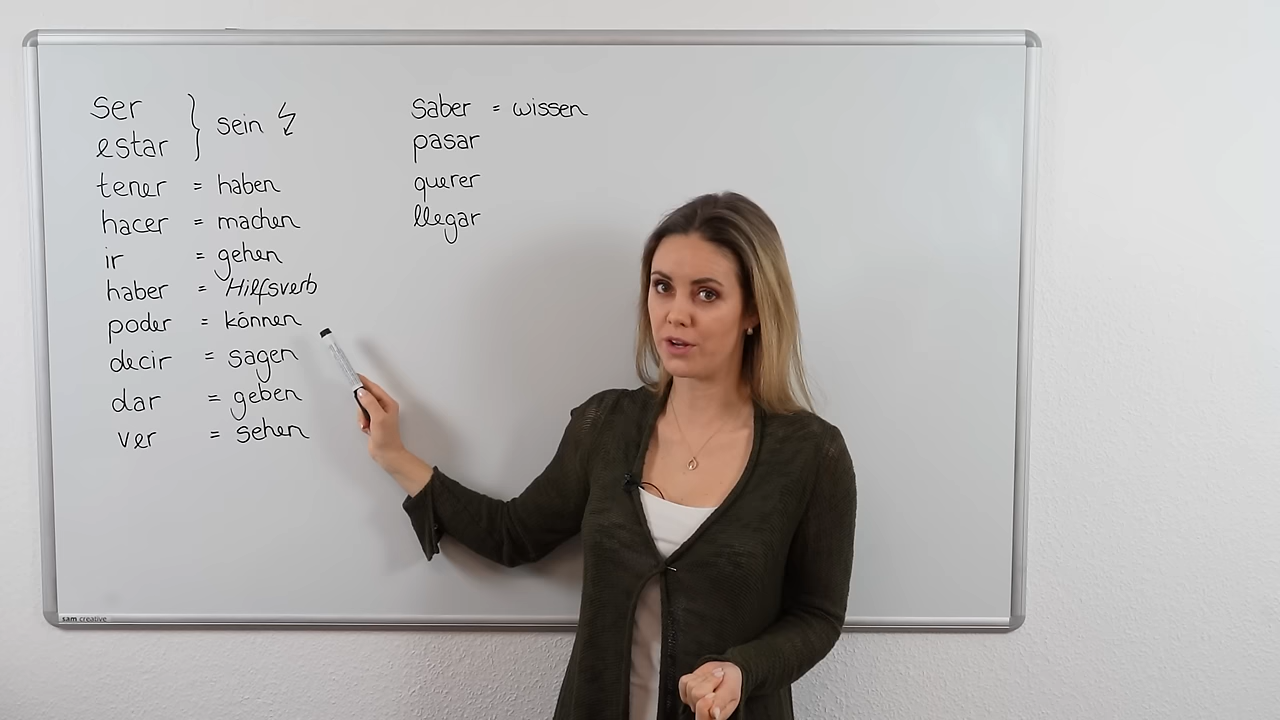 ser
estar } sein
tener = haben
hacer = machen
ir = gehen
haber = Hilfsverb
poder = können
decir = sagen
dar = geben
ver = sehen
saber = wissen
pasar
querer
llegar
sam creative